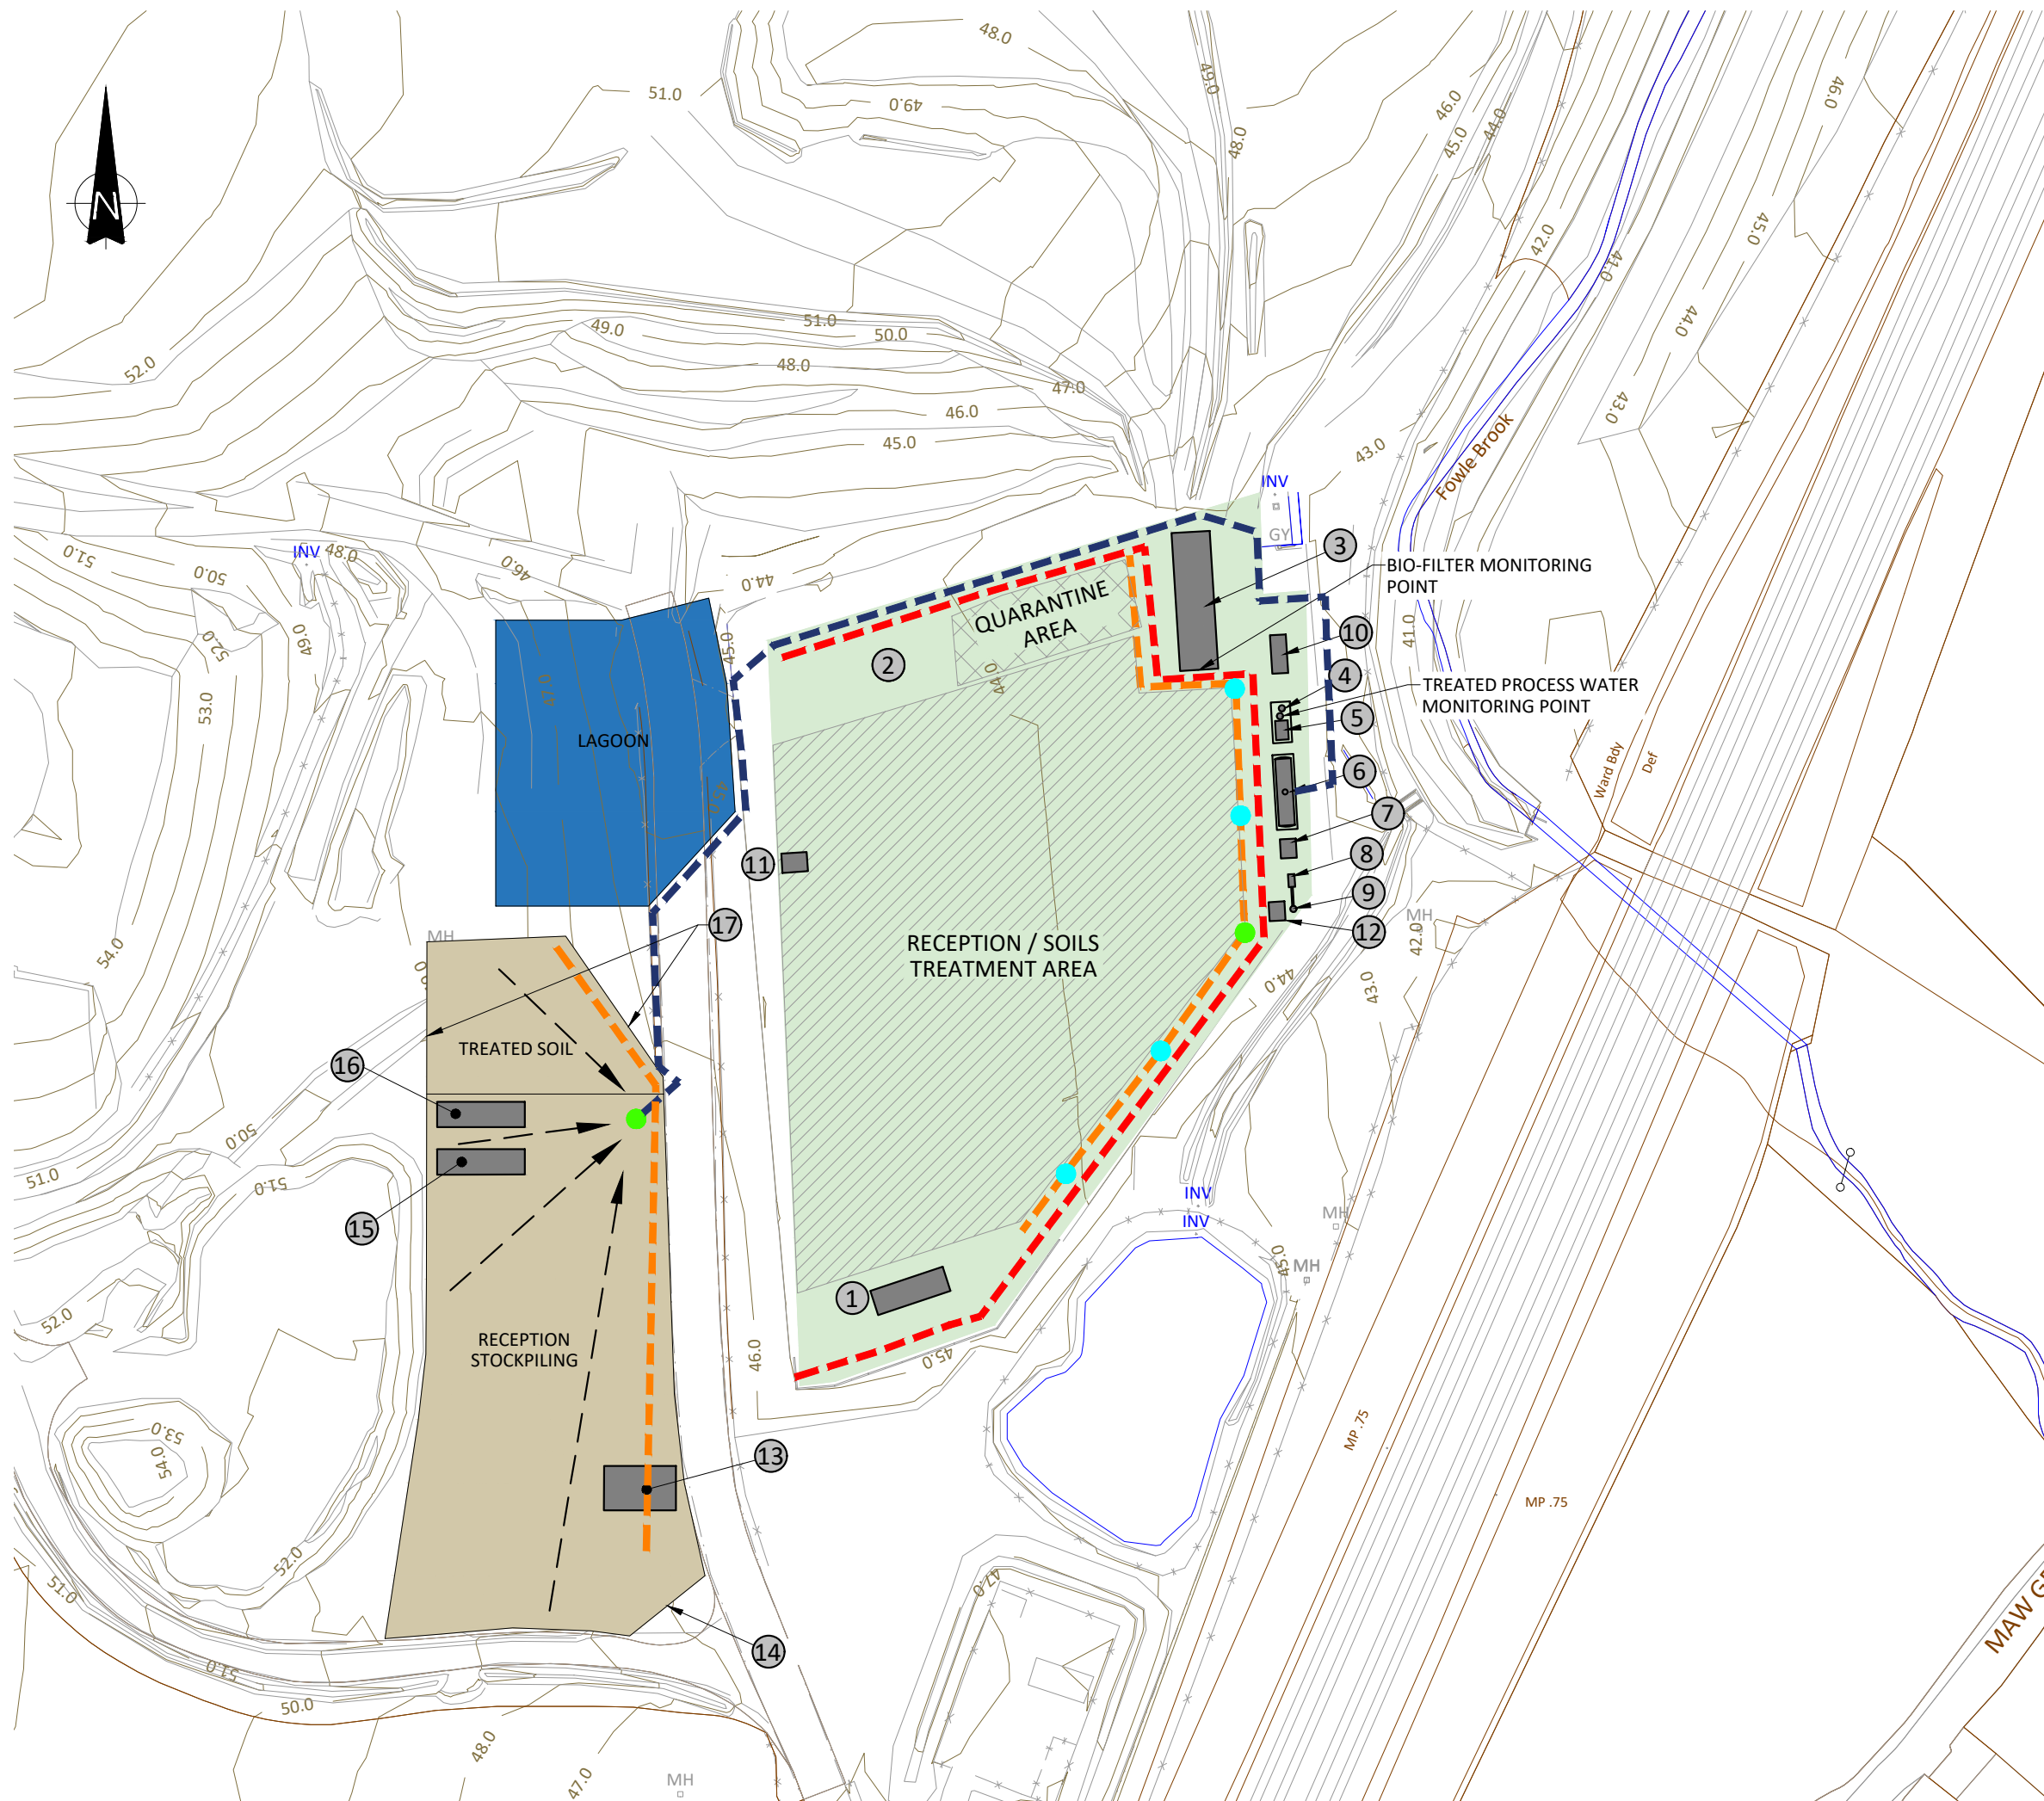 48.0
51.0
49.0
49.0
48.0
46.0
45.0
44.0
46.0
45.0
42.0
41.0
44.0
43.0
N
52.0
49.0
51.0
50.0
48.0
47.0
46.0
45.0
43.0
Fowle Brook
INV
GY
51.0
50.0
INV
48.0
46.0
44.0
3
BIO-FILTER MONITORING
POINT
QUARANTINE
AREA
2
10
41.0
52.0
49.0
53.0
47.0
45.0
44.0
4
TREATED PROCESS WATER
MONITORING POINT
5
LAGOON
45.0
6
Ward Bdy
Def
7
11
8
9
12
17
MH
54.0
RECEPTION / SOILS
TREATMENT AREA
MH
42.0
44.0
43.0
TREATED SOIL
16
50.0
51.0
51.0
15
INV
INV
MH
45.0
MH
1
52.0
RECEPTION
STOCKPILING
46.0
45.0
53.0
54.0
13
MP .75
MP .75
52.0
51.0
47.0
14
51.0
50.0
48.0
47.0
MH
MAW G